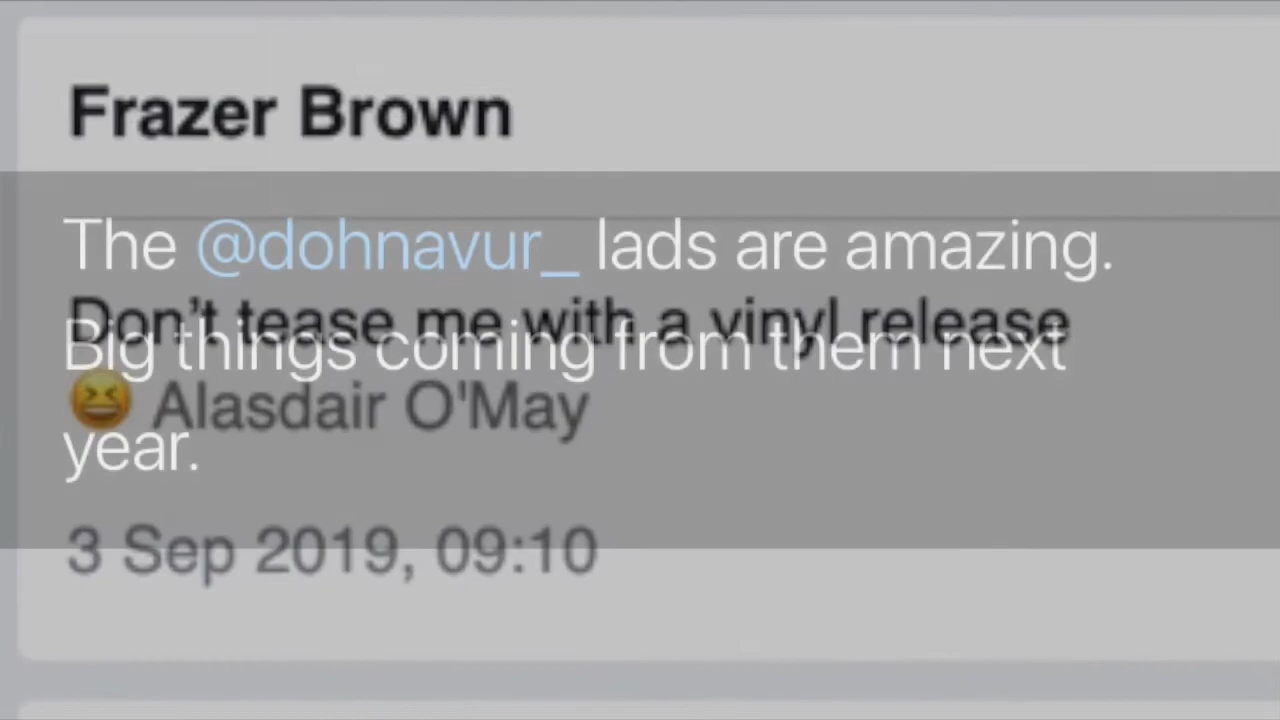 Frazer Brown
The @dohnavur_ lads are amazing.
Don't tease me with a vinyl release
Big things coming from them next
😆 Alasdair O'May
year.
3 Sep 2019, 09:10